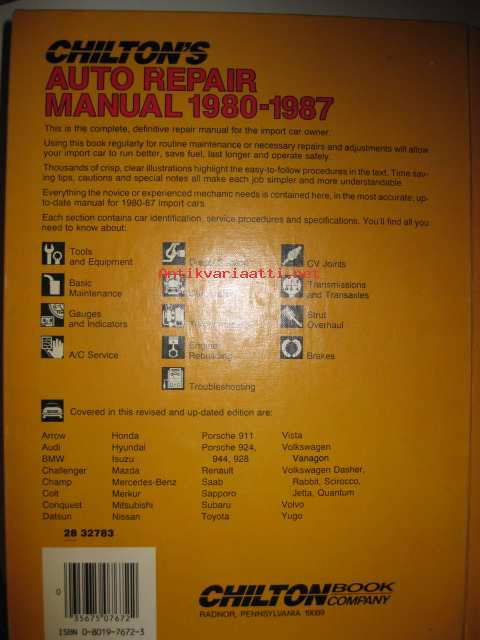 CHILTON'S
AUTO REPAIR
MANUAL 1980-1987
This is the complete, definitive repair manual for the import car owner.
Using this book regularly for routine maintenance or necessary repairs and adjustments will allow
your import car to run better, save fuel, last longer and operate safely.
Thousands of crisp, clear illustrations highlight the easy-to-follow procedures in the text. Time sav-
ing tips, cautions and special notes all make each job simpler and more understandable.
Everything the novice or experienced mechanic needs is contained here, in the most accurate, up-
to-date manual for 1980-87 import cars.
Each section contains car identification, service procedures and specifications. You'll find all you
need to know about:
Tools
and Equipment
Basic
Maintenance
Gauges
and Indicators
A/C Service
Engine
Rebuilding
Troubleshooting
CV Joints
Transmissions
and Transaxles
Strut
Overhaul
Brakes
Antikvariaatti.net
Covered in this revised and up-dated edition are:
Arrow
Audi
BMW
Challenger
Champ
Colt
Conquest
Datsun
Honda
Hyundai
Isuzu
Mazda
Mercedes-Benz
Merkur
Mitsubishi
Nissan
Porsche 911
Porsche 924,
944, 928
Renault
Saab
Sapporo
Subaru
Toyota
Vista
Volkswagen
Vanagon
Volkswagen Dasher,
Rabbit, Scirocco,
Jetta, Quantum
Volvo
Yugo
28 32783
0
35675 07672
ISBN 0-8019-7672-3
CHILTON BOOK
COMPANY
RADNOR, PENNSYLVANIA 19089